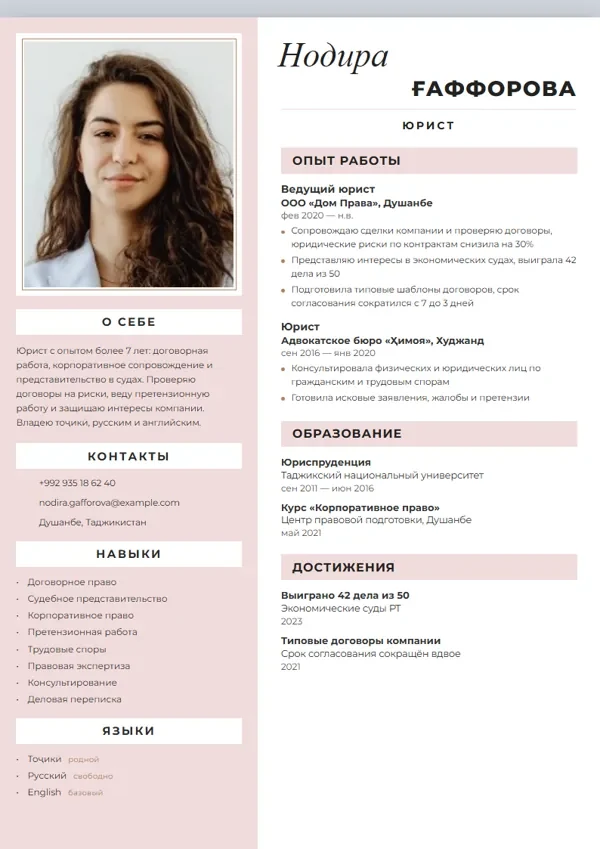 Нодира
ҒАФФОРОВА
ЮРИСТ
О СЕБЕ
Юрист с опытом более 7 лет: договорная
работа, корпоративное сопровождение и
представительство в судах. Проверяю
договоры на риски, веду претензионную
работу и защищаю интересы компании.
Владею тоҷики, русским и английским.
КОНТАКТЫ
+992 935 18 62 40
nodira.gafforova@example.com
Душанбе, Таджикистан
НАВЫКИ
• Договорное право
• Судебное представительство
• Корпоративное право
• Претензионная работа
• Трудовые споры
• Правовая экспертиза
• Консультирование
• Деловая переписка
ЯЗЫКИ
• Тоҷики родной
• Русский свободно
• English базовый
ОПЫТ РАБОТЫ
Ведущий юрист
ООО «Дом Права», Душанбе
фев 2020 — н.в.
• Сопровождаю сделки компании и проверяю договоры,
юридические риски по контрактам снизила на 30%
• Представляю интересы в экономических судах, выиграла 42
дела из 50
• Подготовила типовые шаблоны договоров, срок
согласования сократился с 7 до 3 дней
Юрист
Адвокатское бюро «Ҳимоя», Худжанд
сен 2016 — янв 2020
• Консультировала физических и юридических лиц по
гражданским и трудовым спорам
• Готовила исковые заявления, жалобы и претензии
ОБРАЗОВАНИЕ
Юриспруденция
Таджикский национальный университет
сен 2011 — июн 2016
Курс «Корпоративное право»
Центр правовой подготовки, Душанбе
май 2021
ДОСТИЖЕНИЯ
Выиграно 42 дела из 50
Экономические суды РТ
2023
Типовые договоры компании
Срок согласования сокращён вдвое
2021